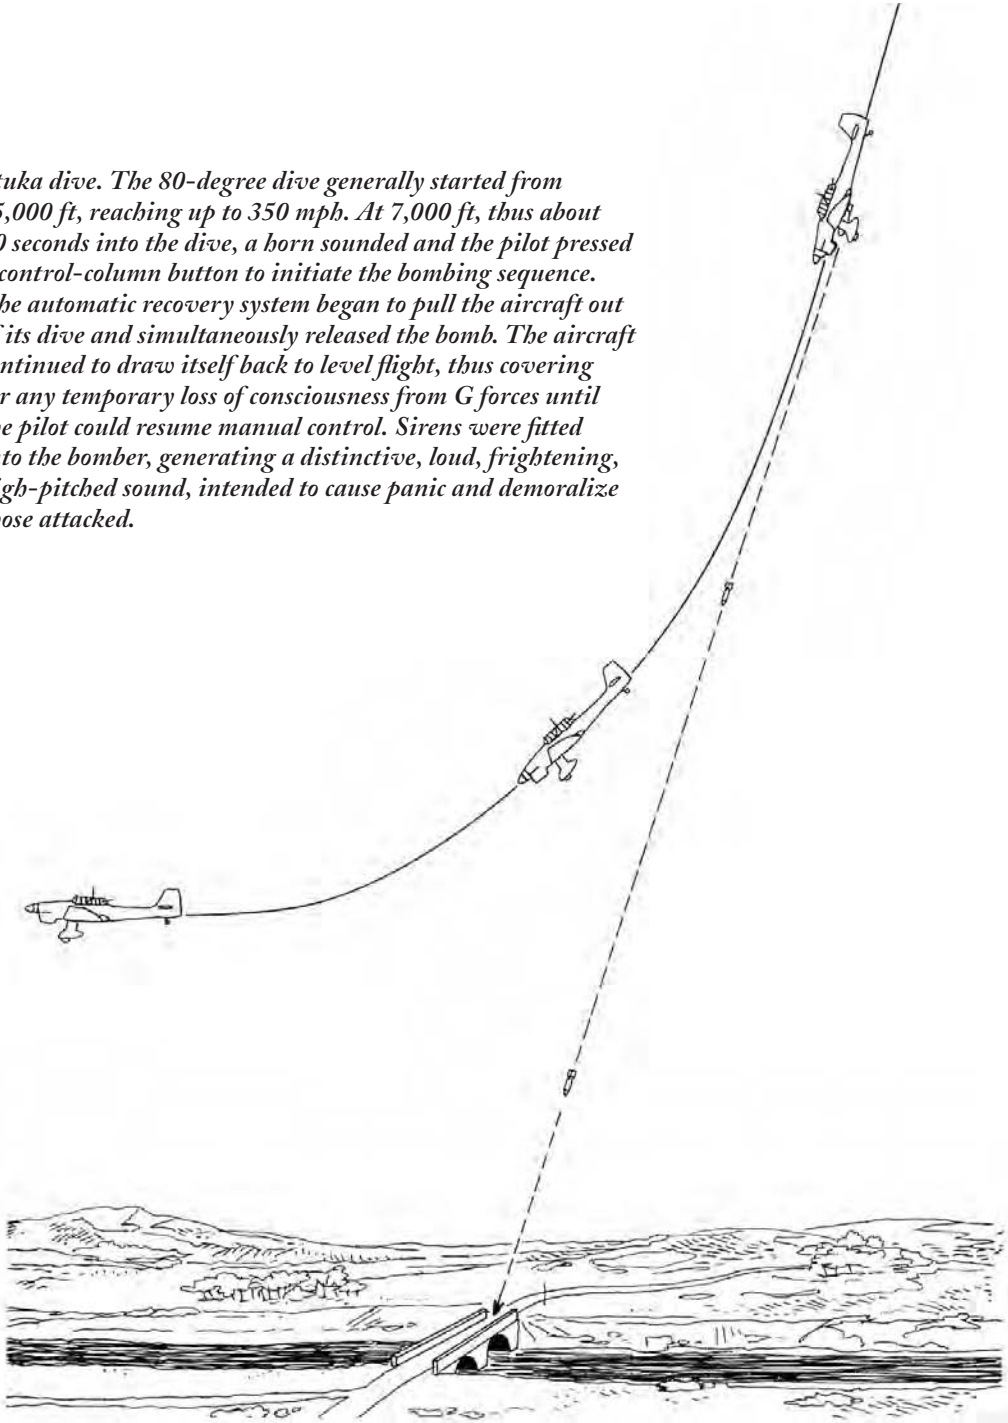 tuka dive. The 80-degree dive generally started from
5,000 ft, reaching up to 350 mph. At 7,000 ft, thus about
0 seconds into the dive, a horn sounded and the pilot pressed
control-column button to initiate the bombing sequence.
he automatic recovery system began to pull the aircraft out
f its dive and simultaneously released the bomb. The aircraft
ontinued to draw itself back to level flight, thus covering
r any temporary loss of consciousness from G forces until
he pilot could resume manual control. Sirens were fitted
nto the bomber, generating a distinctive, loud, frightening,
igh-pitched sound, intended to cause panic and demoralize
hose attacked.